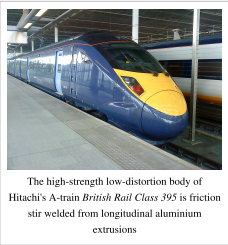 The high-strength low-distortion body of
Hitachi's A-train British Rail Class 395 is friction
stir welded from longitudinal aluminium
extrusions